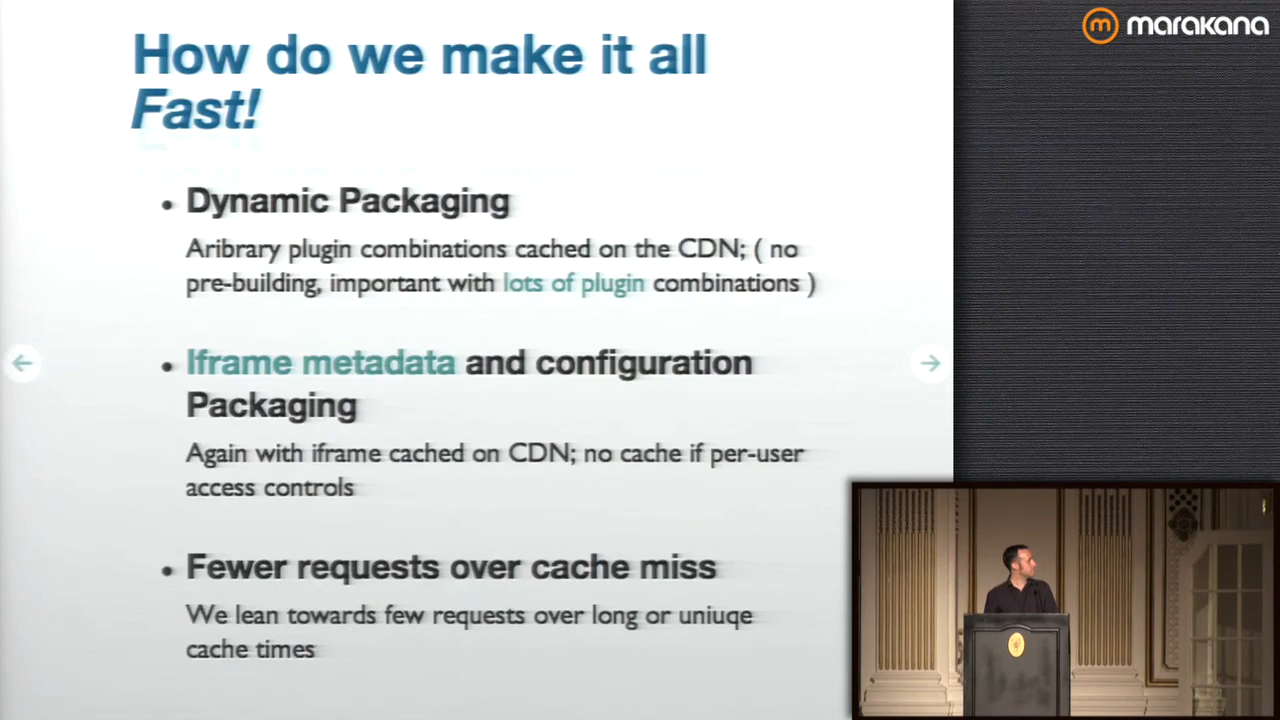 marakana
How do we make it all
Fast!
• Dynamic Packaging
Aribrary plugin combinations cached on the CDN; ( no
pre-building, important with lots of plugin combinations )
• Iframe metadata and configuration
Packaging
Again with iframe cached on CDN; no cache if per-user
access controls
• Fewer requests over cache miss
We lean towards few requests over long or uniuqe
cache times